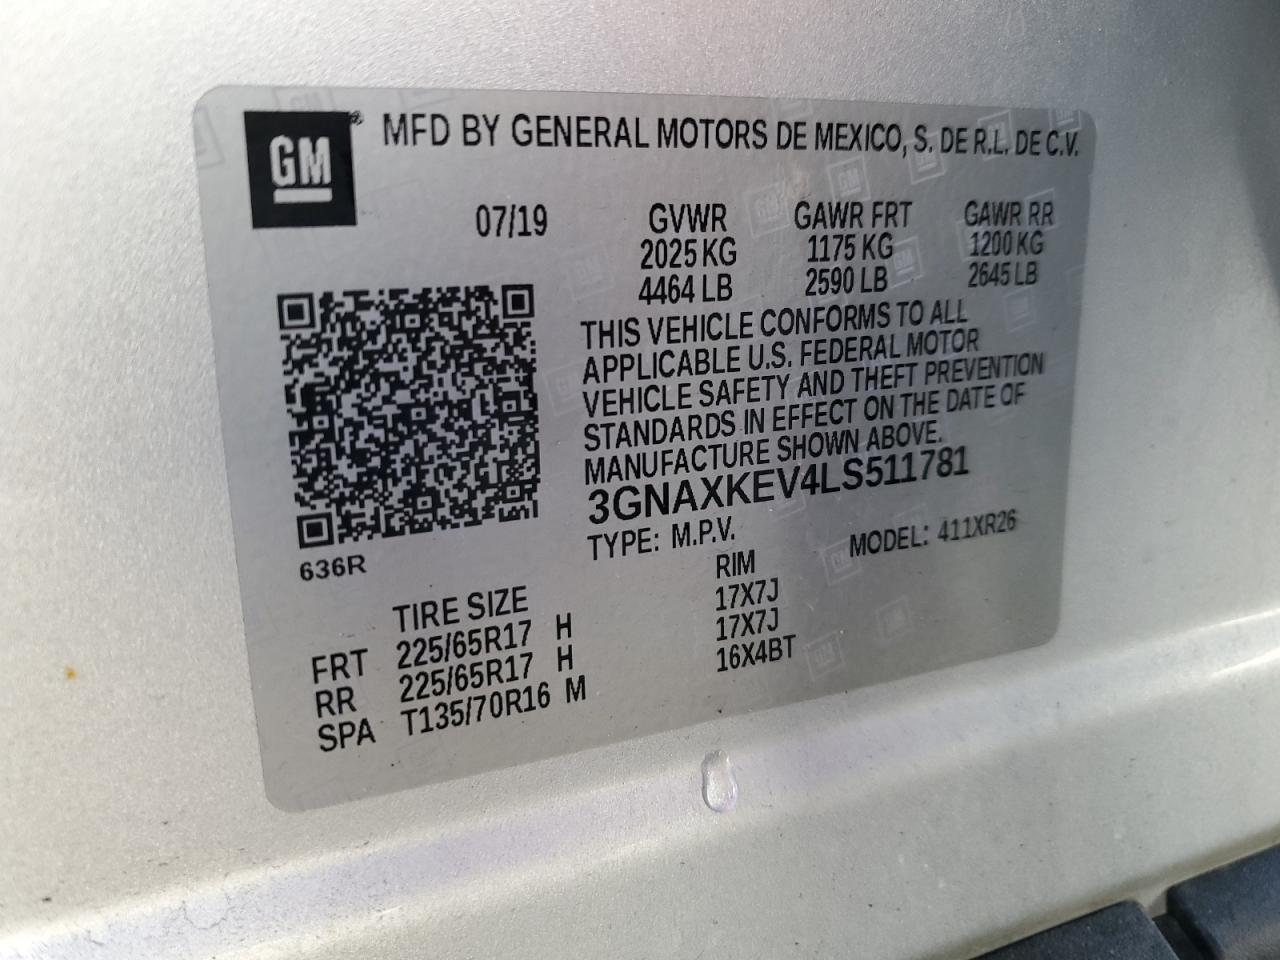 GM
MFD BY GENERAL MOTORS DE MEXICO, S. DE R.L. DE C.V.
07/19 GVWR GAWR FRT GAWR RR
2025 KG 1175 KG 1200 KG
4464 LB 2590 LB 2645 LB
THIS VEHICLE CONFORMS TO ALL
APPLICABLE U.S. FEDERAL MOTOR
VEHICLE SAFETY AND THEFT PREVENTION
STANDARDS IN EFFECT ON THE DATE OF
MANUFACTURE SHOWN ABOVE.
3GNAXKEV4LS511781
TYPE: M.P.V. MODEL: 411XR26
636R
TIRE SIZE RIM
FRT 225/65R17 H 17X7J
RR 225/65R17 H 17X7J
SPA T135/70R16 M 16X4BT